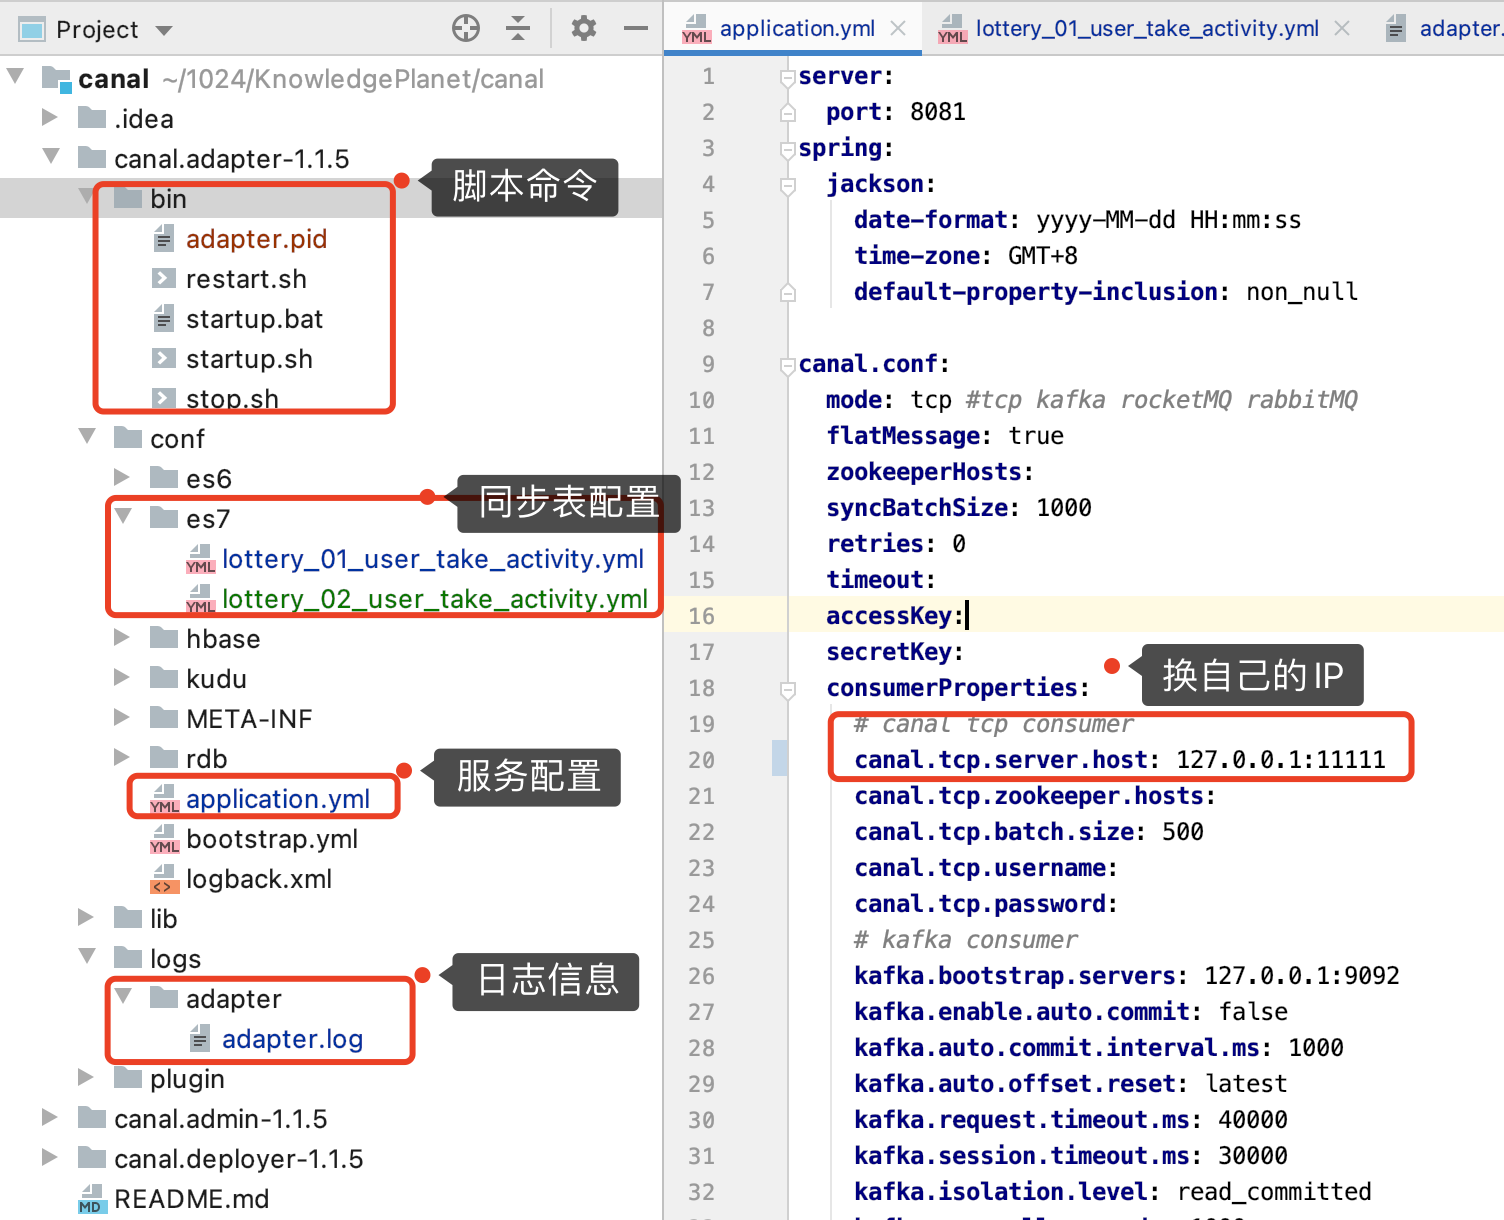 Project
canal ~/1024/KnowledgePlanet/canal
.idea
canal.adapter-1.1.5
bin
脚本命令
adapter.pid
restart.sh
startup.bat
startup.sh
stop.sh
conf
es6
同步表配置
es7
lottery_01_user_take_activity.yml
lottery_02_user_take_activity.yml
hbase
kudu
META-INF
rdb
服务配置
application.yml
bootstrap.yml
logback.xml
lib
logs
日志信息
adapter
adapter.log
plugin
canal.admin-1.1.5
canal.deployer-1.1.5
README.md
application.yml
lottery_01_user_take_activity.yml
adapter.
1 server:
2 port: 8081
3 spring:
4 jackson:
5 date-format: yyyy-MM-dd HH:mm:ss
6 time-zone: GMT+8
7 default-property-inclusion: non_null
8
9 canal.conf:
10 mode: tcp #tcp kafka rocketMQ rabbitMQ
11 flatMessage: true
12 zookeeperHosts:
13 syncBatchSize: 1000
14 retries: 0
15 timeout:
16 accessKey:
17 secretKey:
换自己的IP
18 consumerProperties:
19 # canal tcp consumer
20 canal.tcp.server.host: 127.0.0.1:11111
21 canal.tcp.zookeeper.hosts:
22 canal.tcp.batch.size: 500
23 canal.tcp.username:
24 canal.tcp.password:
25 # kafka consumer
26 kafka.bootstrap.servers: 127.0.0.1:9092
27 kafka.enable.auto.commit: false
28 kafka.auto.commit.interval.ms: 1000
29 kafka.auto.offset.reset: latest
30 kafka.request.timeout.ms: 40000
31 kafka.session.timeout.ms: 30000
32 kafka.isolation.level: read_committed